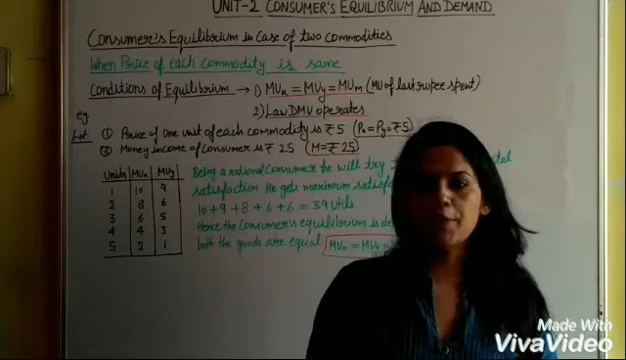 UNIT-2 CONSUMER'S EQUILIBRIUM AND DEMAND
Consumer's Equilibrium in case of two commodities
When Price of each commodity is same
Conditions of Equilibrium → 1) MUx = MUy = MUm (MU of last rupee spent)
2) Law DMU operates
eg
Let ① Price of one unit of each commodity is ₹5 (Px=Py=₹5)
② Money income of consumer is ₹25 (M=₹25)
Units MUx MUy
1 10 9
2 8 6
3 6 5
4 4 3
5 2 1
Being a rational consumer he will try
satisfaction He gets maximum
10+9+8+6+6 = 39 utils
Hence the consumer's equilibrium is
both the goods are equal MUx = MUy =
Made With
VivaVideo